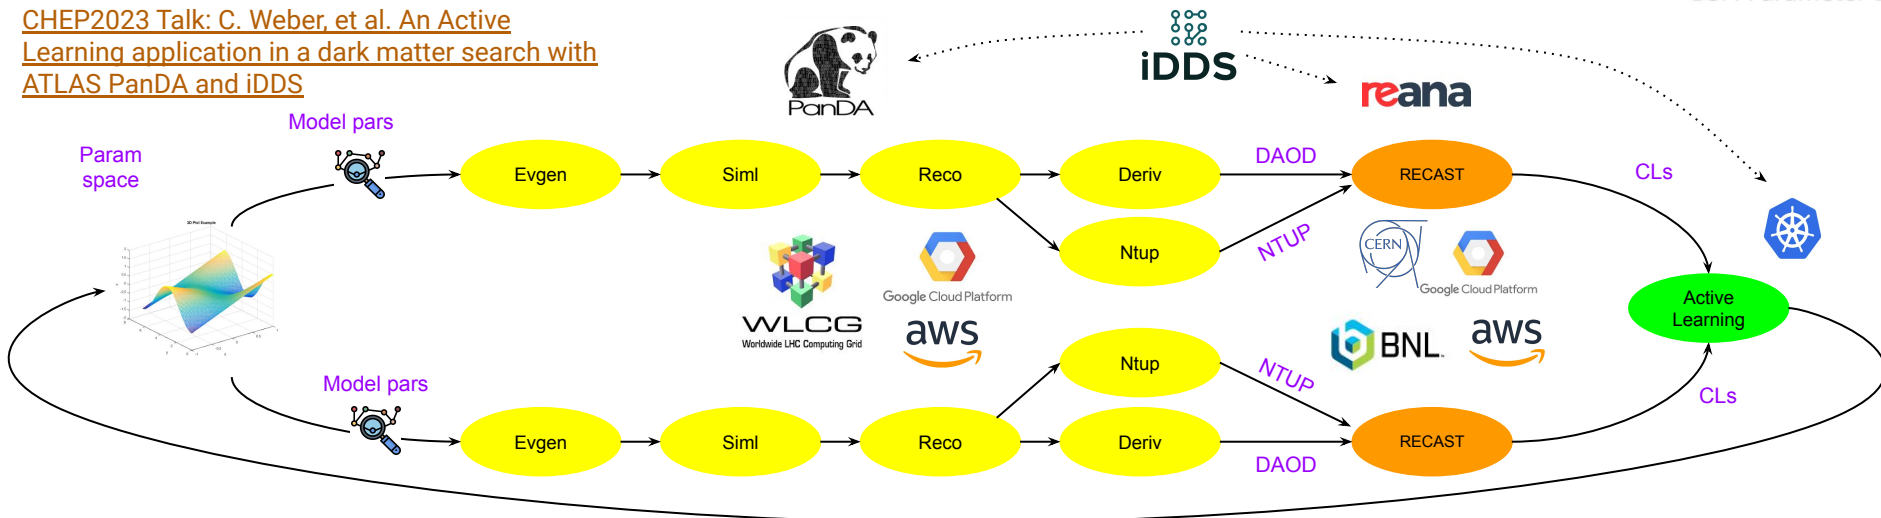 CHEP2023 Talk: C. Weber, et al. An Active
Learning application in a dark matter search with
ATLAS PanDA and iDDS
PanDA
iDDS
reana
Model pars
Param
space
Evgen
Siml
Reco
Deriv
DAOD
RECAST
CLs
Ntup
NTUP
CERN
Google Cloud Platform
Google Cloud Platform
WLCG
Worldwide LHC Computing Grid
aws
BNL
aws
Active
Learning
3D Plot Example
Ntup
NTUP
Model pars
CLs
Evgen
Siml
Reco
Deriv
DAOD
RECAST